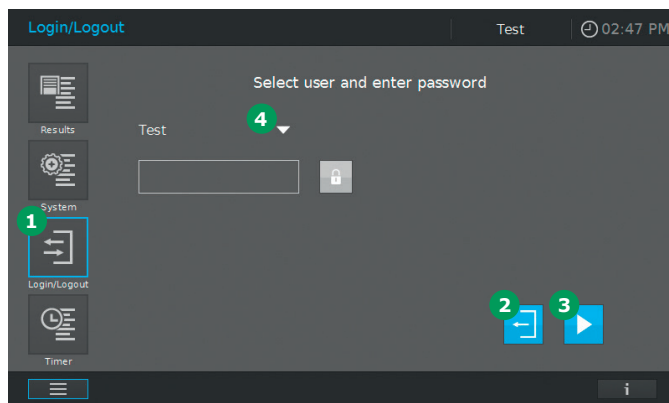 Login/Logout Test 02:47 PM
Select user and enter password
Results
Test 4
System
1
Login/Logout
2 3
Timer
i